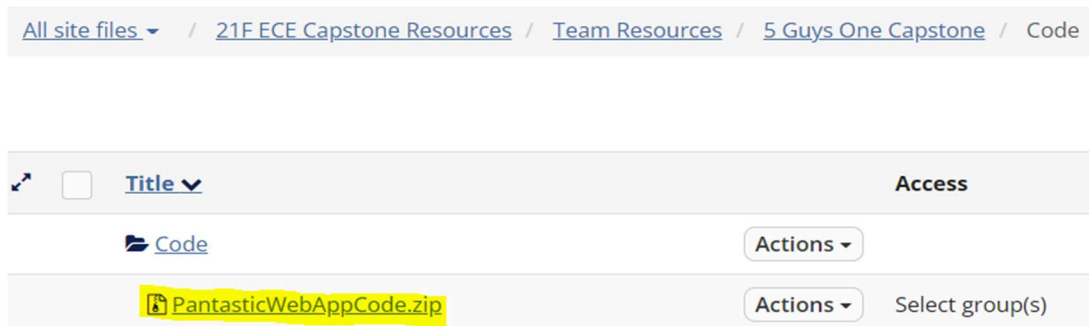 All site files / 21F ECE Capstone Resources / Team Resources / 5 Guys One Capstone / Code
Title Access
Code Actions
PantasticWebAppCode.zip Actions Select group(s)